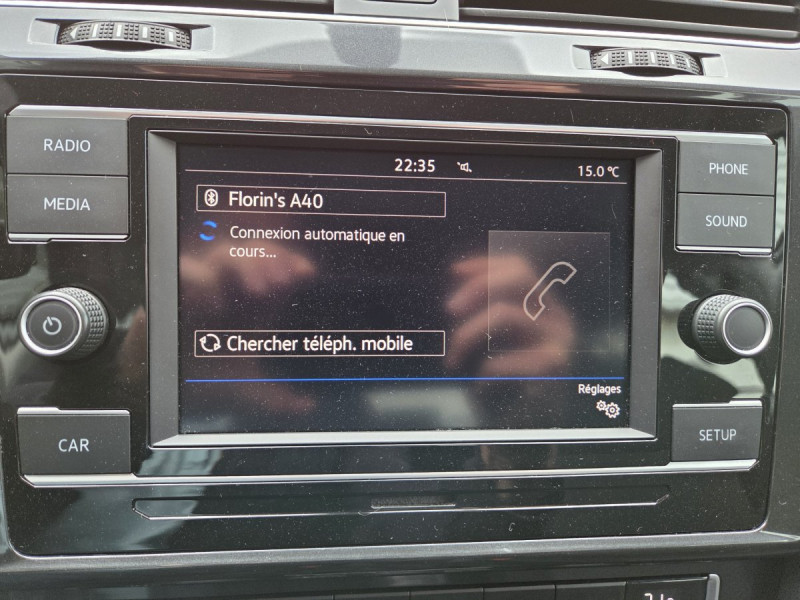 RADIO
MEDIA
CAR
22:35
15.0 °C
Florin's A40
Connexion automatique en
cours...
Chercher téléph. mobile
Réglages
PHONE
SOUND
SETUP